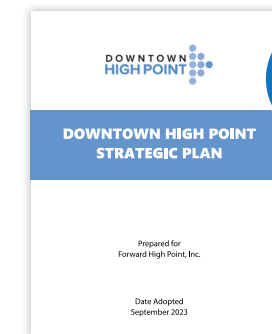 DOWNTOWN
HIGH POINT
DOWNTOWN HIGH POINT
STRATEGIC PLAN
Prepared for
Forward High Point, Inc.
Date Adopted
September 2023